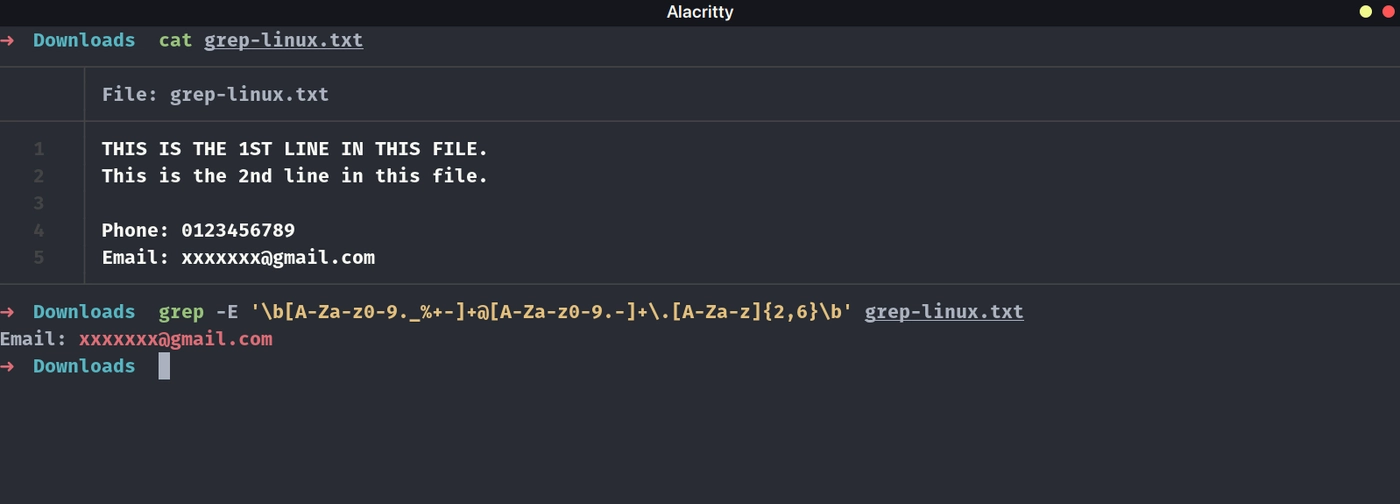 Alacritty
→ Downloads cat grep-linux.txt
File: grep-linux.txt
1 THIS IS THE 1ST LINE IN THIS FILE.
2 This is the 2nd line in this file.
3
4 Phone: 0123456789
5 Email: xxxxxxx@gmail.com
→ Downloads grep -E '\b[A-Za-z0-9._%+-]+@[A-Za-z0-9.-]+\.[A-Za-z]{2,6}\b' grep-linux.txt
Email: xxxxxxx@gmail.com
→ Downloads